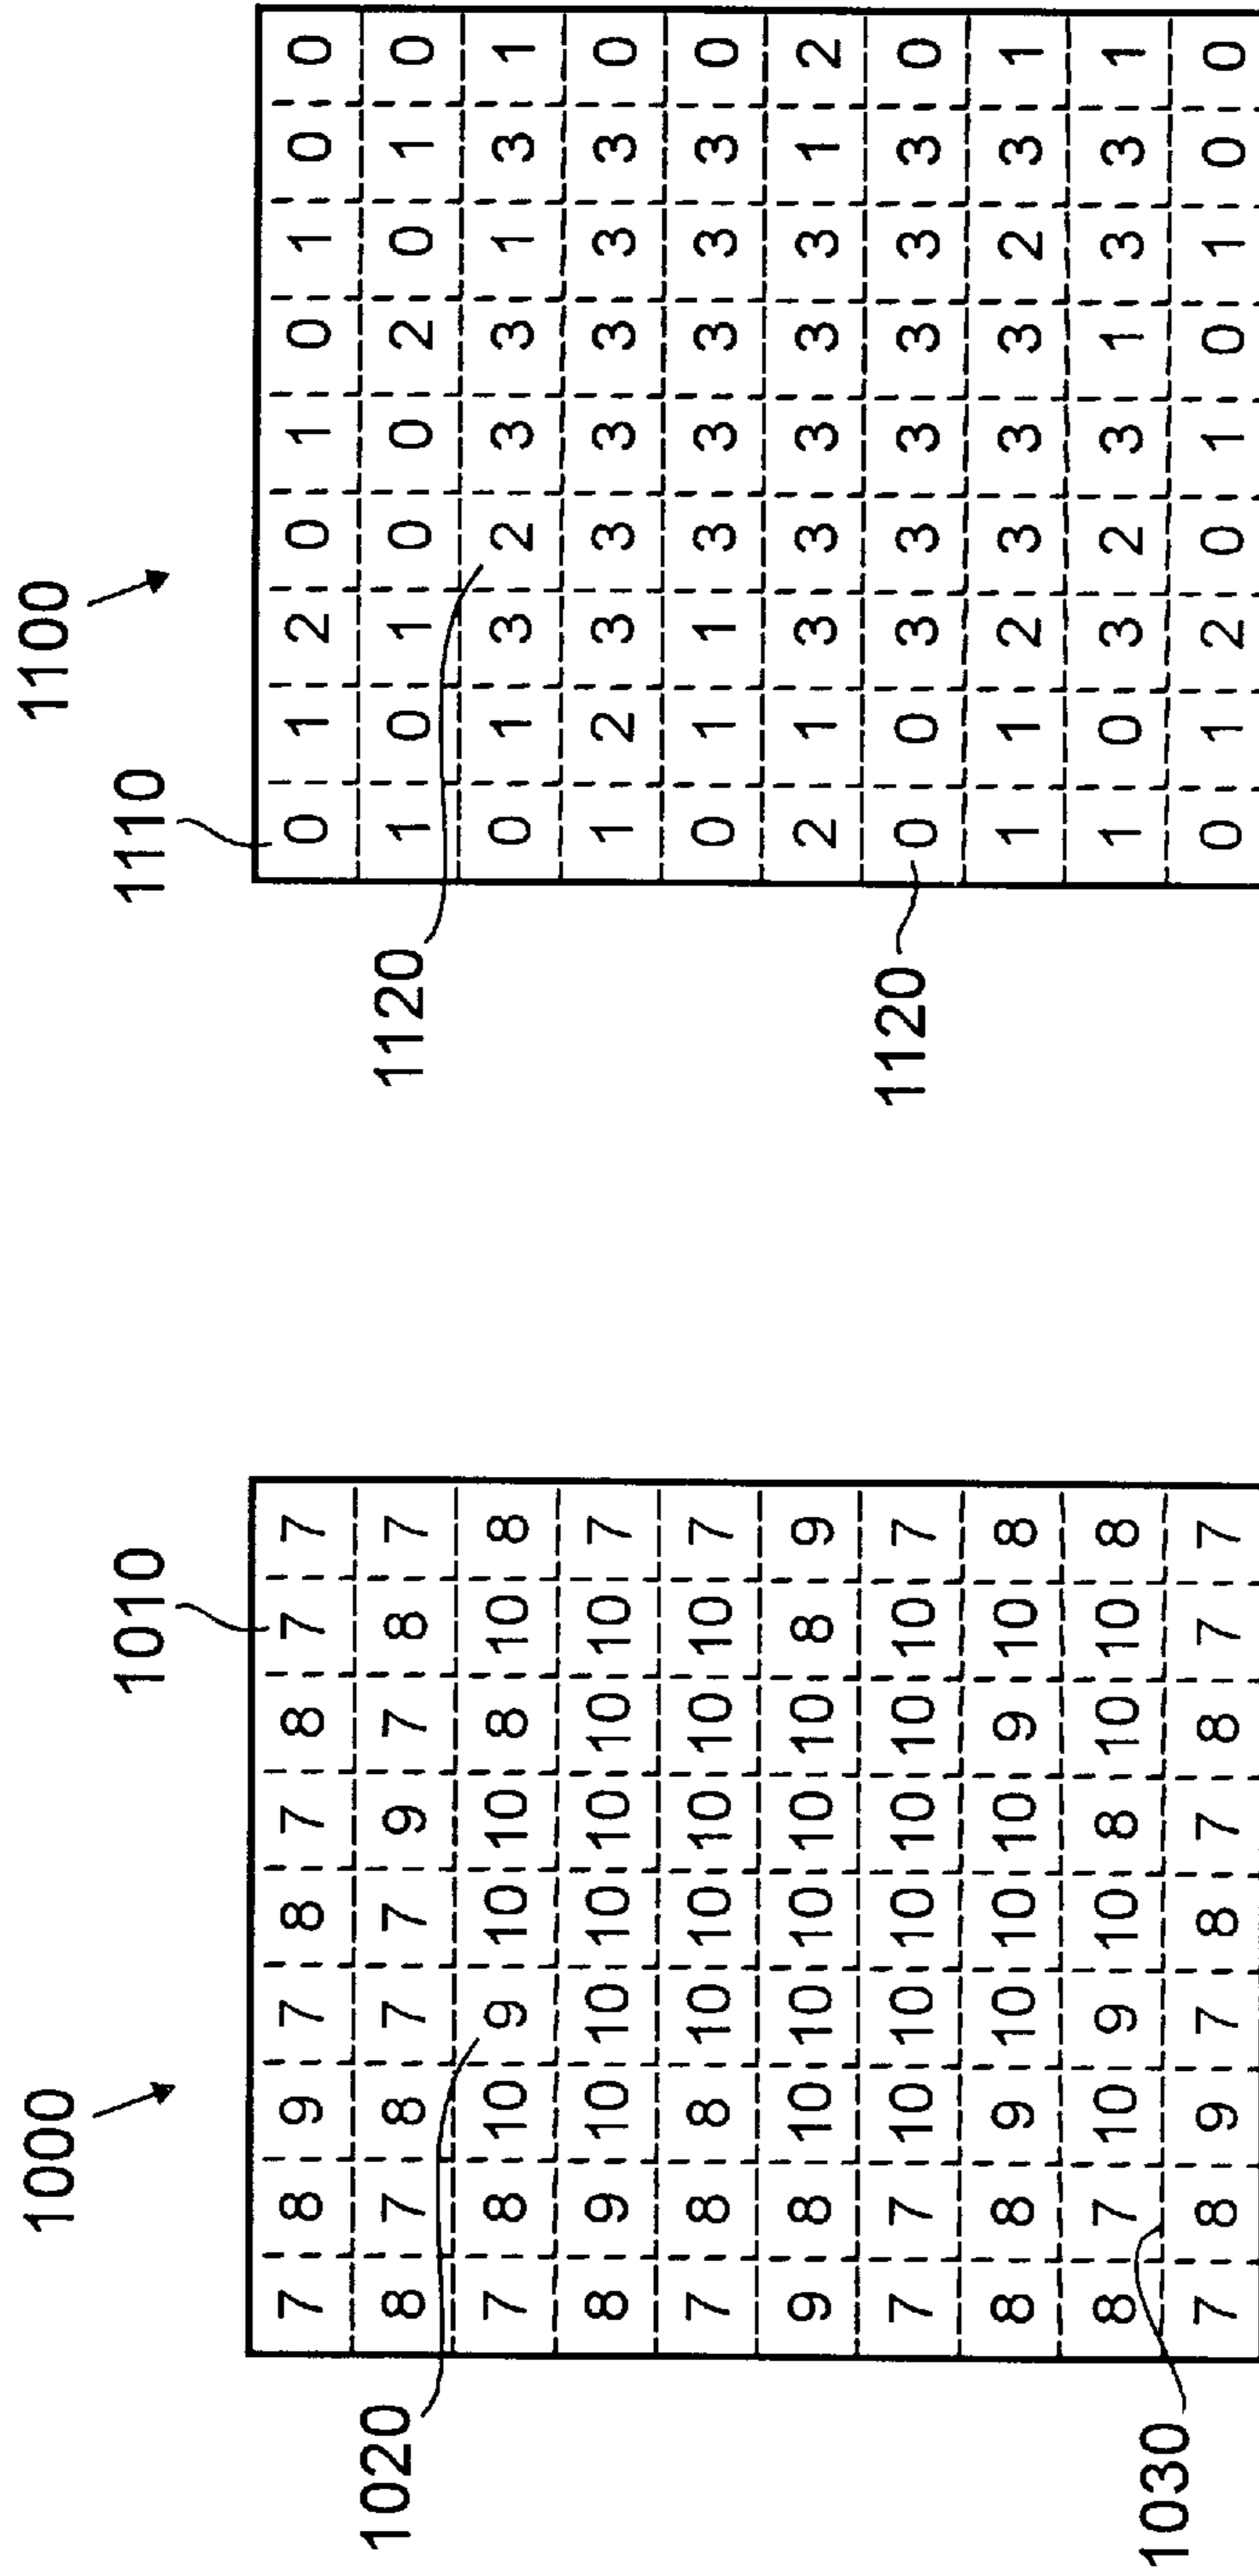 1000
1100
1010
1110
7 8 9 7 8 7 8 7 7
8 7 8 7 7 9 7 8 7
7 8 10 9 10 10 8 10 8
8 9 10 10 10 10 10 10 7
7 8 8 10 10 10 10 10 7
9 8 10 10 10 10 10 8 9
7 7 10 10 10 10 10 10 7
8 8 9 10 10 10 9 10 8
8 7 10 9 10 8 10 10 8
7 8 9 7 8 7 8 7 7
1020
1030
0 1 2 0 1 0 1 0 0
1 0 1 0 0 2 0 1 0
0 1 3 2 3 3 1 3 1
1 2 3 3 3 3 3 3 0
0 1 1 3 3 3 3 3 0
2 1 3 3 3 3 3 1 2
0 0 3 3 3 3 3 3 0
1 1 2 3 3 3 2 3 1
1 0 3 2 3 1 3 3 1
0 1 2 0 1 0 1 0 0
1120
1120